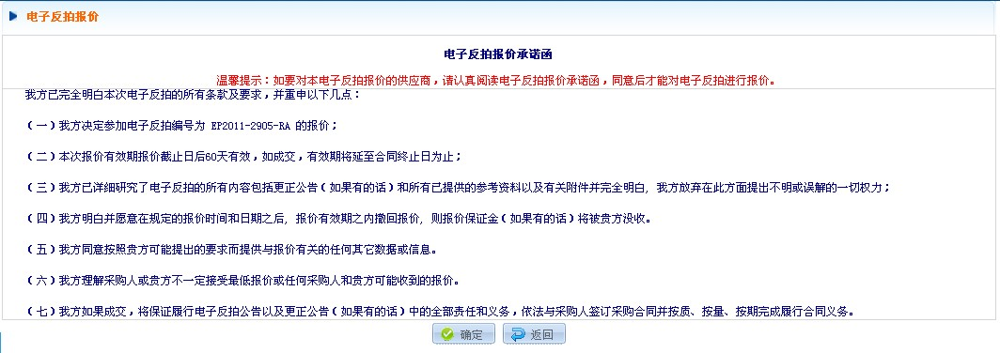 电子反拍报价
电子反拍报价承诺函
温馨提示：如要对本电子反拍报价的供应商，请认真阅读电子反拍报价承诺函，同意后才能对电子反拍进行报价。
我方已完全明白本次电子反拍的所有条款及要求，并重申以下几点：
（一）我方决定参加电子反拍编号为 EP2011-2905-RA 的报价；
（二）本次报价有效期报价截止日后60天有效，如成交，有效期将延至合同终止日为止；
（三）我方已详细研究了电子反拍的所有内容包括更正公告（如果有的话）和所有已提供的参考资料以及有关附件并完全明白，我方放弃在此方面提出不明或误解的一切权力；
（四）我方明白并愿意在规定的报价时间和日期之后，报价有效期之内撤回报价，则报价保证金（如果有的话）将被贵方没收。
（五）我方同意按照贵方可能提出的要求而提供与报价有关的任何其它数据或信息。
（六）我方理解采购人或贵方不一定接受最低报价或任何采购人和贵方可能收到的报价。
（七）我方如果成交，将保证履行电子反拍公告以及更正公告（如果有的话）中的全部责任和义务，依法与采购人签订采购合同并按质、按量、按期完成履行合同义务。
确定 返回